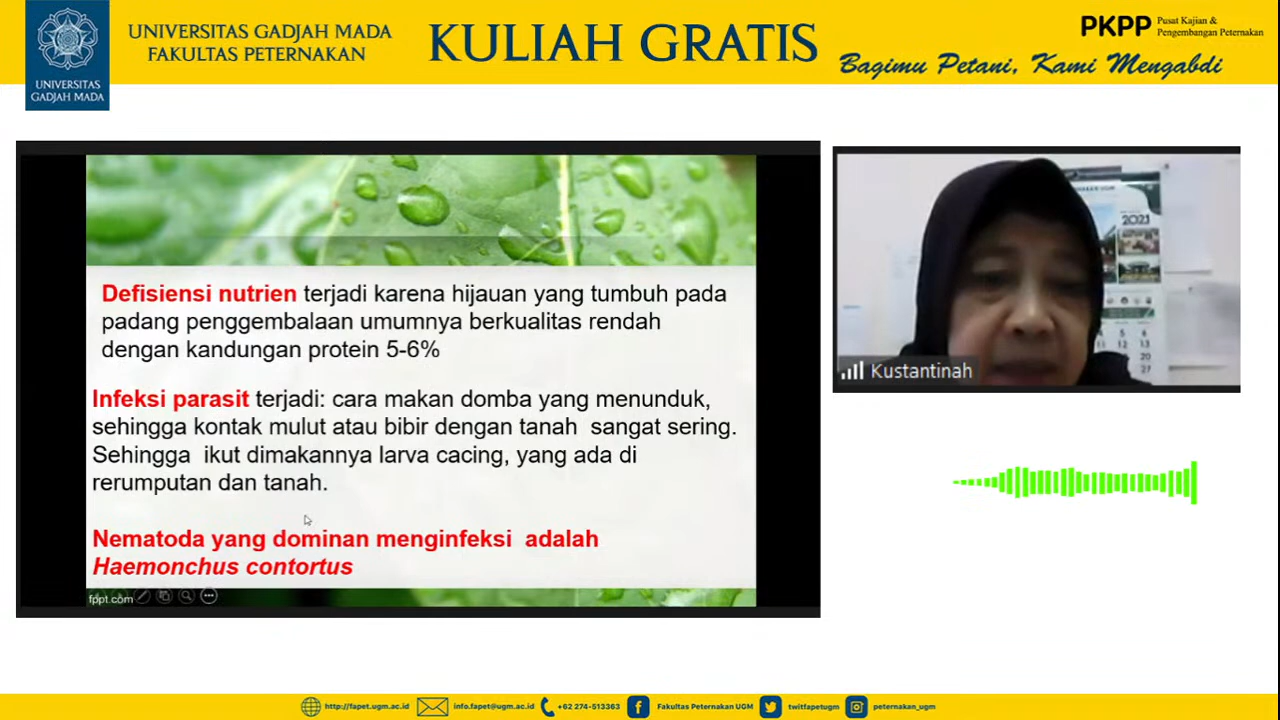 UNIVERSITAS GADJAH MADA
FAKULTAS PETERNAKAN
KULIAH GRATIS
PKPP
Pusat Kajian &
Pengembangan Peternakan
Bagimu Petani, Kami Mengabdi
UNIVERSITAS
GADJAH MADA
Defisiensi nutrien terjadi karena hijauan yang tumbuh pada
padang penggembalaan umumnya berkualitas rendah
dengan kandungan protein 5-6%
Infeksi parasit terjadi: cara makan domba yang menunduk,
sehingga kontak mulut atau bibir dengan tanah sangat sering.
Sehingga ikut dimakannya larva cacing, yang ada di
rerumputan dan tanah.
Nematoda yang dominan menginfeksi adalah
Haemonchus contortus
fppt.com
2023
Kustantinah
http://fapet.ugm.ac.id
info.fapet@ugm.ac.id
+62 274-513363
Fakultas Peternakan UGM
twitfapetugm
peternakan_ugm